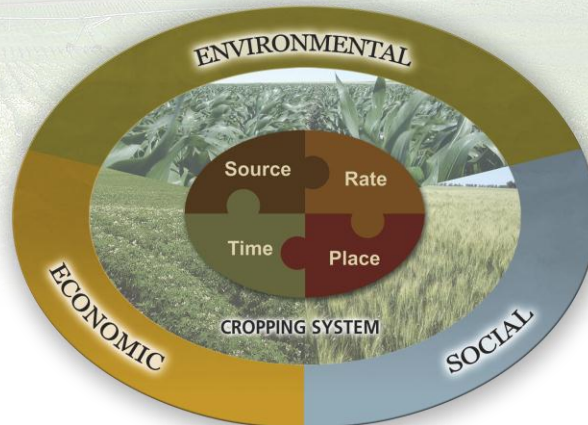 ENVIRONMENTAL
Source
Rate
Time
Place
CROPPING SYSTEM
ECONOMIC
SOCIAL